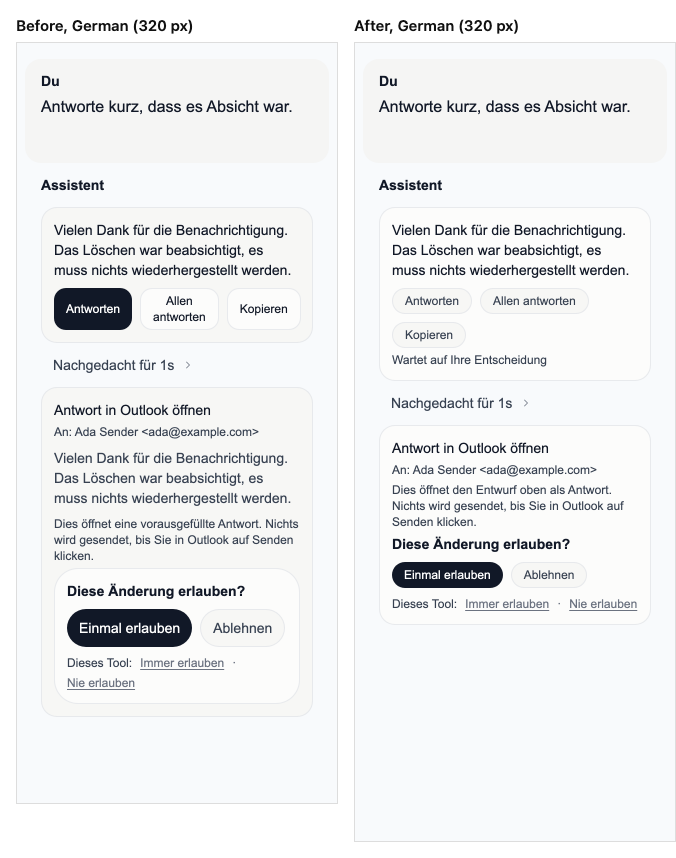 Before, German (320 px)
Du
Antworte kurz, dass es Absicht war.
Assistent
Vielen Dank für die Benachrichtigung.
Das Löschen war beabsichtigt, es
muss nichts wiederhergestellt werden.
Antworten
Allen
antworten
Kopieren
Nachgedacht für 1s
Antwort in Outlook öffnen
An: Ada Sender <ada@example.com>
Vielen Dank für die Benachrichtigung.
Das Löschen war beabsichtigt, es
muss nichts wiederhergestellt werden.
Dies öffnet eine vorausgefüllte Antwort. Nichts
wird gesendet, bis Sie in Outlook auf Senden
klicken.
Diese Änderung erlauben?
Einmal erlauben
Ablehnen
Dieses Tool: Immer erlauben ·
Nie erlauben
After, German (320 px)
Du
Antworte kurz, dass es Absicht war.
Assistent
Vielen Dank für die Benachrichtigung.
Das Löschen war beabsichtigt, es
muss nichts wiederhergestellt werden.
Antworten
Allen antworten
Kopieren
Wartet auf Ihre Entscheidung
Nachgedacht für 1s
Antwort in Outlook öffnen
An: Ada Sender <ada@example.com>
Dies öffnet den Entwurf oben als Antwort.
Nichts wird gesendet, bis Sie in Outlook auf
Senden klicken.
Diese Änderung erlauben?
Einmal erlauben
Ablehnen
Dieses Tool: Immer erlauben · Nie erlauben